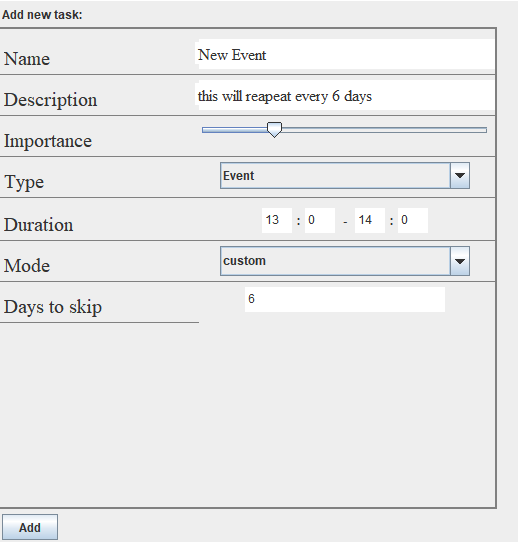 Add new task:
Name New Event
Description this will reapeat every 6 days
Importance
Type Event
Duration 13 : 0 - 14 : 0
Mode custom
Days to skip 6
Add